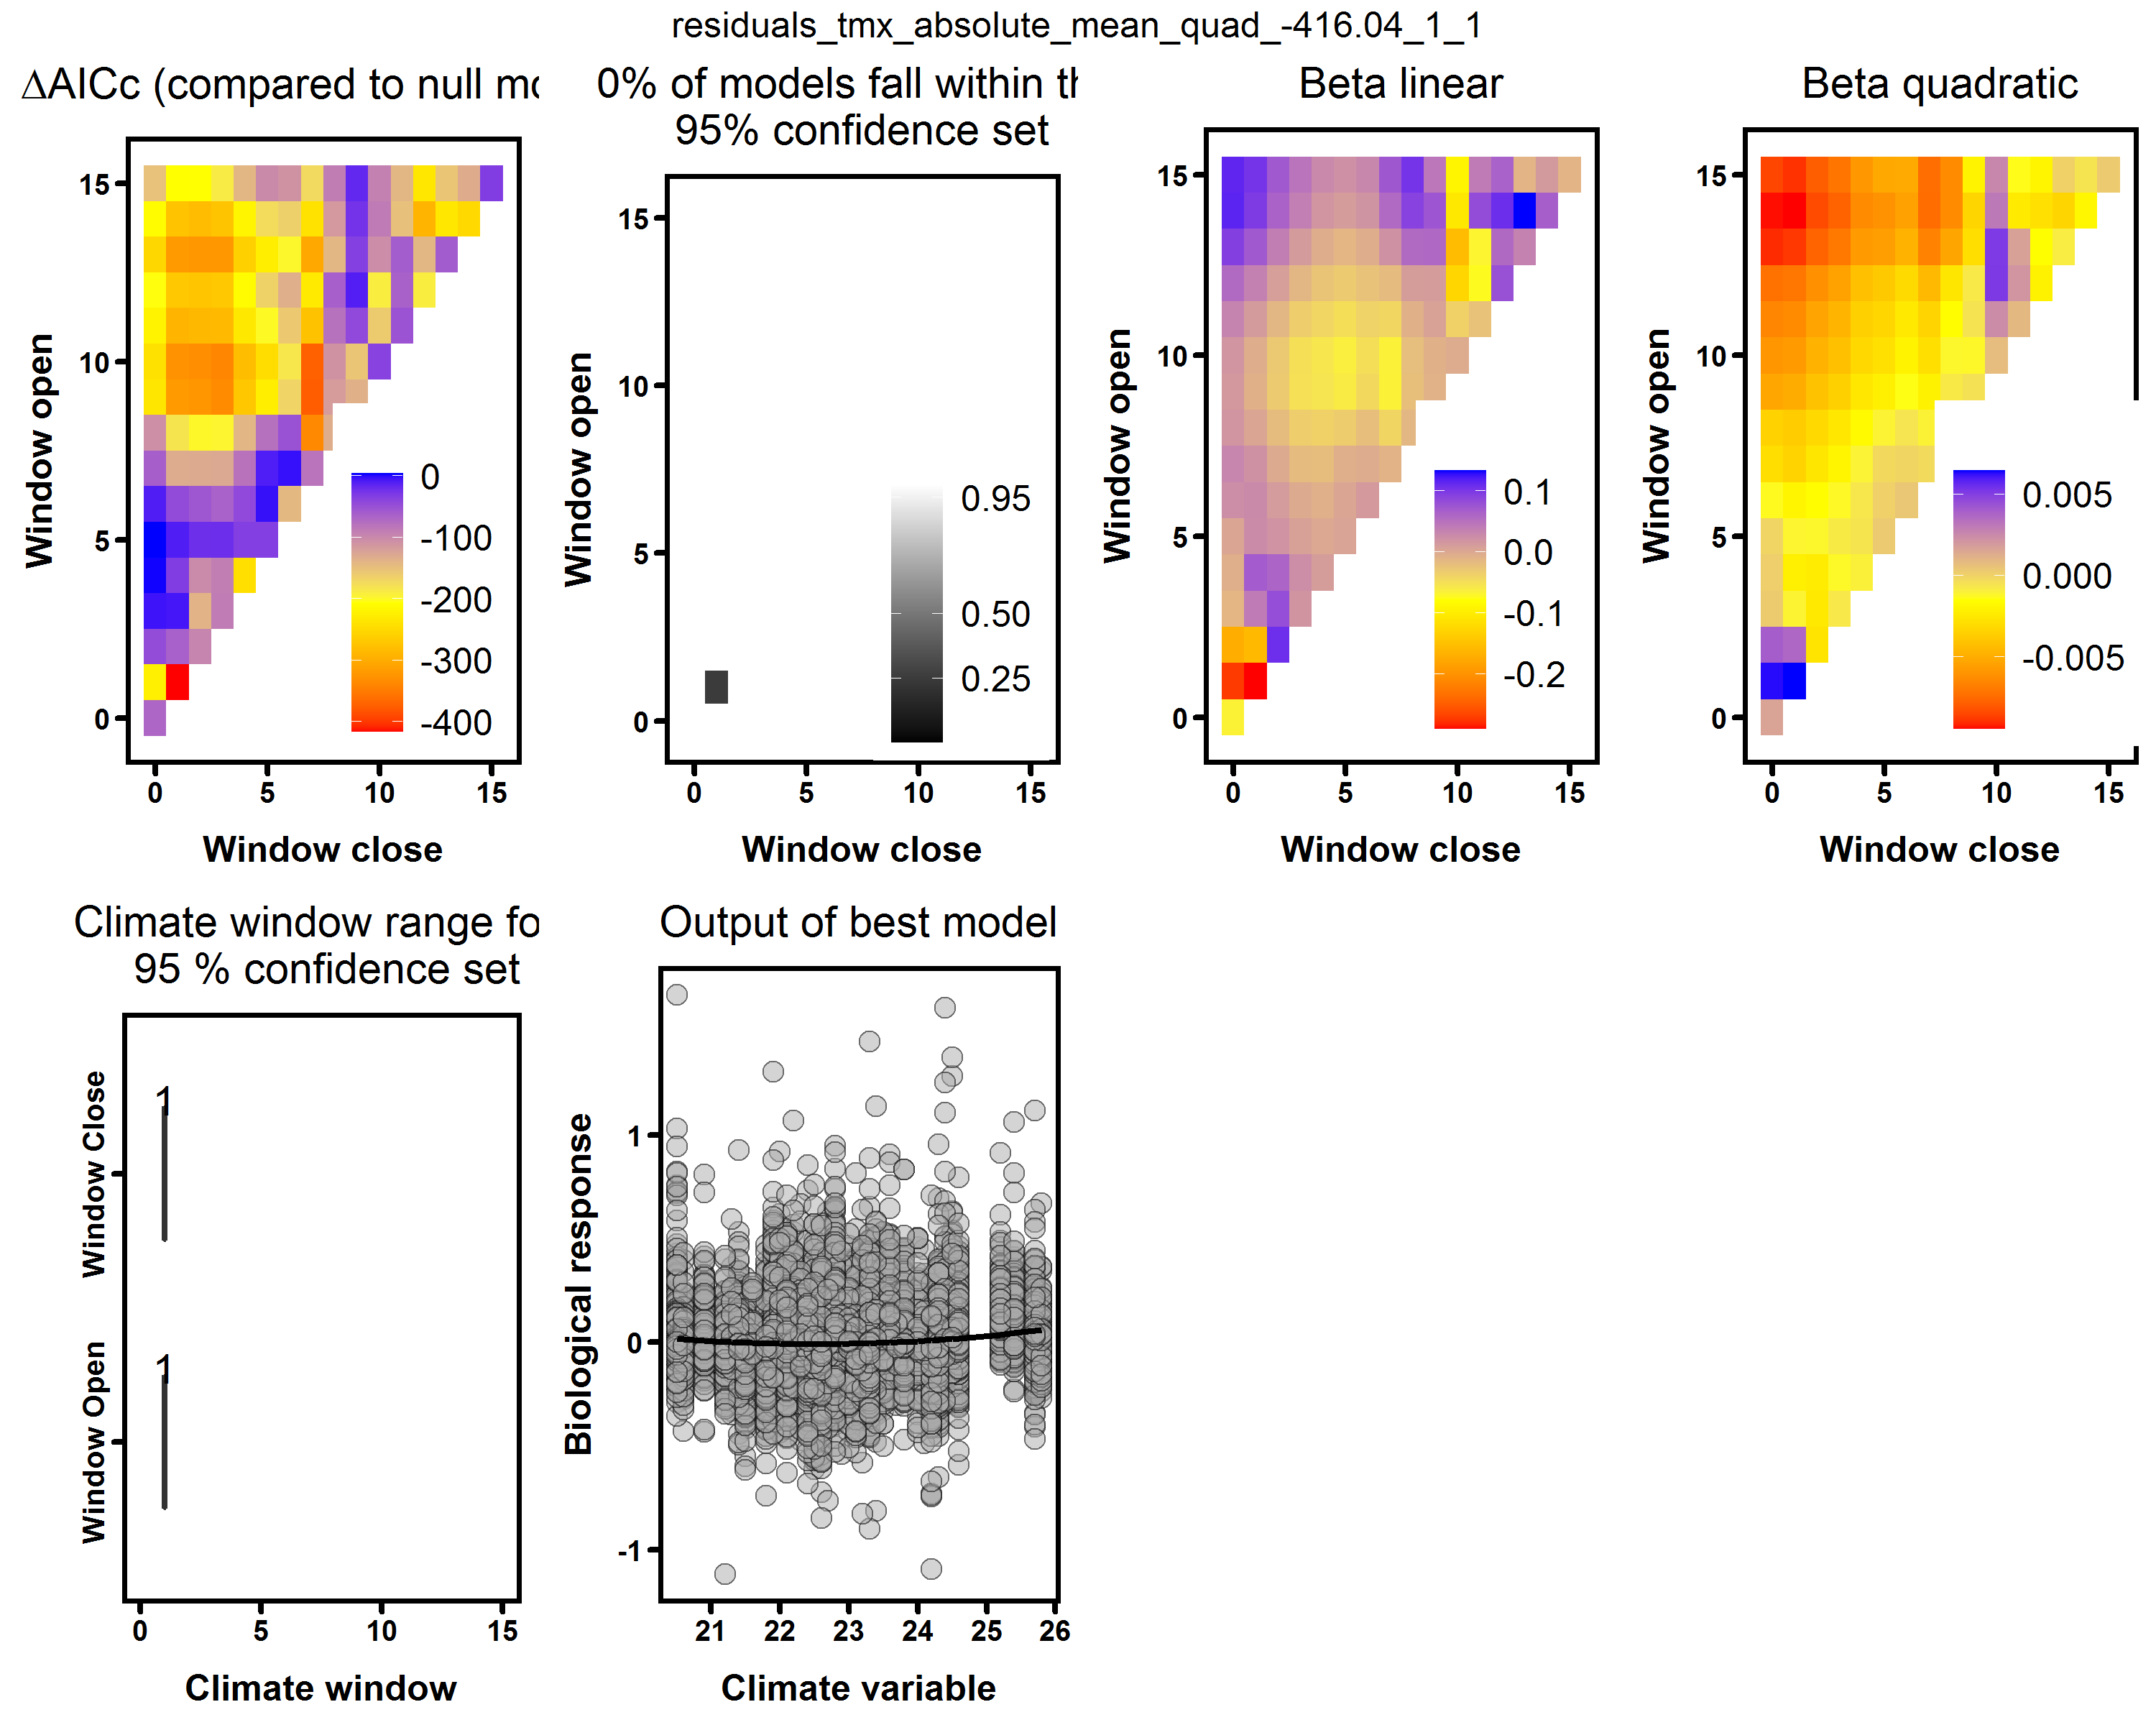 residuals_tmx_absolute_mean_quad_-416.04_1_1
ΔAICc (compared to null mo
15
10
5
0
0
-100
-200
-300
-400
0 5 10 15
Window open
Window close
0% of models fall within th
95% confidence set
15
10
5
0
0.95
0.50
0.25
0 5 10 15
Window open
Window close
Beta linear
15
10
5
0
0.1
0.0
-0.1
-0.2
0 5 10 15
Window open
Window close
Beta quadratic
15
10
5
0
0.005
0.000
-0.005
0 5 10 15
Window open
Window close
Climate window range fo
95 % confidence set
Window Close
1
Window Open
1
0 5 10 15
Climate window
Output of best model
1
0
-1
21 22 23 24 25 26
Biological response
Climate variable